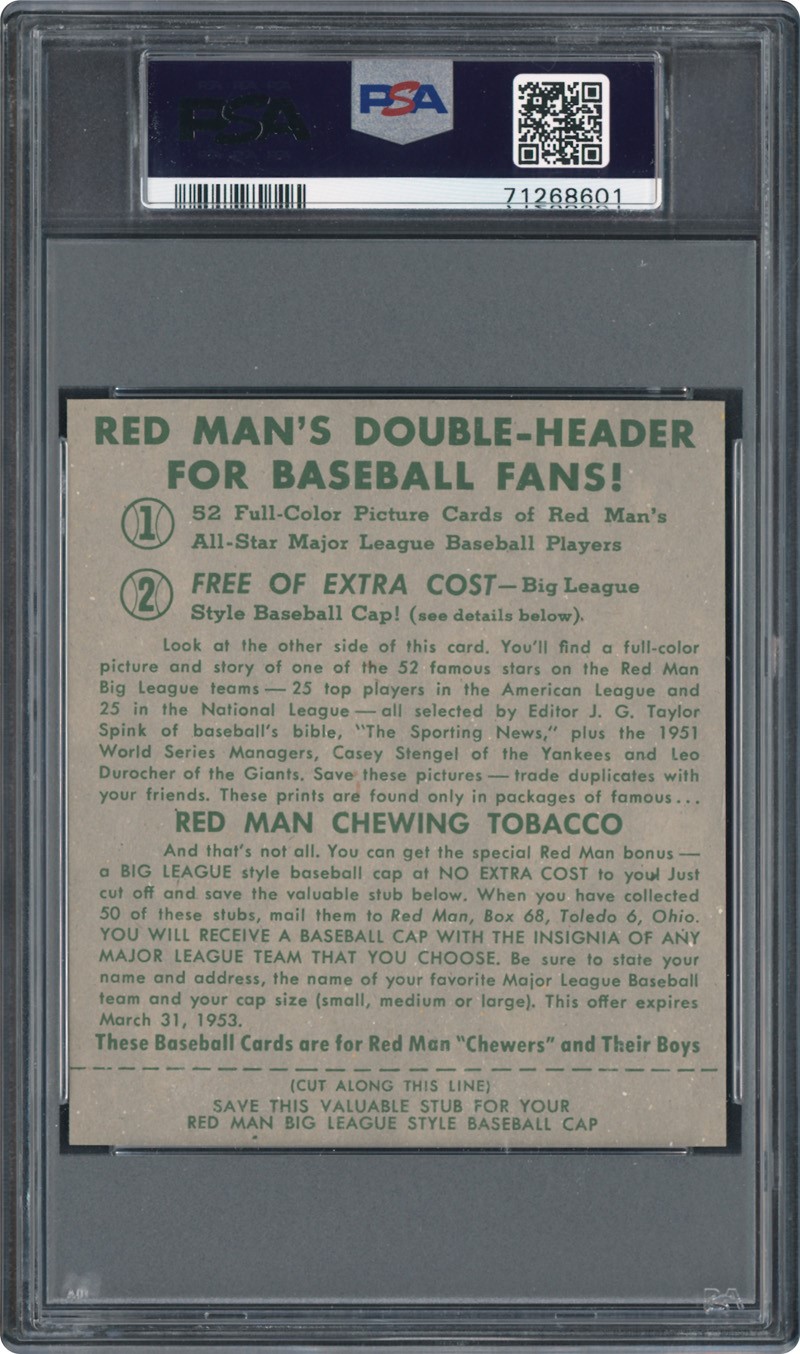 PSA
PSA
71268601
RED MAN'S DOUBLE-HEADER
FOR BASEBALL FANS!
1 52 Full-Color Picture Cards of Red Man's
All-Star Major League Baseball Players
2 FREE OF EXTRA COST—Big League
Style Baseball Cap! (see details below).
Look at the other side of this card. You'll find a full-color
picture and story of one of the 52 famous stars on the Red Man
Big League teams — 25 top players in the American League and
25 in the National League — all selected by Editor J. G. Taylor
Spink of baseball's bible, "The Sporting News," plus the 1951
World Series Managers, Casey Stengel of the Yankees and Leo
Durocher of the Giants. Save these pictures — trade duplicates with
your friends. These prints are found only in packages of famous...
RED MAN CHEWING TOBACCO
And that's not all. You can get the special Red Man bonus —
a BIG LEAGUE style baseball cap at NO EXTRA COST to you! Just
cut off and save the valuable stub below. When you have collected
50 of these stubs, mail them to Red Man, Box 68, Toledo 6, Ohio.
YOU WILL RECEIVE A BASEBALL CAP WITH THE INSIGNIA OF ANY
MAJOR LEAGUE TEAM THAT YOU CHOOSE. Be sure to state your
name and address, the name of your favorite Major League Baseball
team and your cap size (small, medium or large). This offer expires
March 31, 1953.
These Baseball Cards are for Red Man "Chewers" and Their Boys
(CUT ALONG THIS LINE)
SAVE THIS VALUABLE STUB FOR YOUR
RED MAN BIG LEAGUE STYLE BASEBALL CAP
PSA